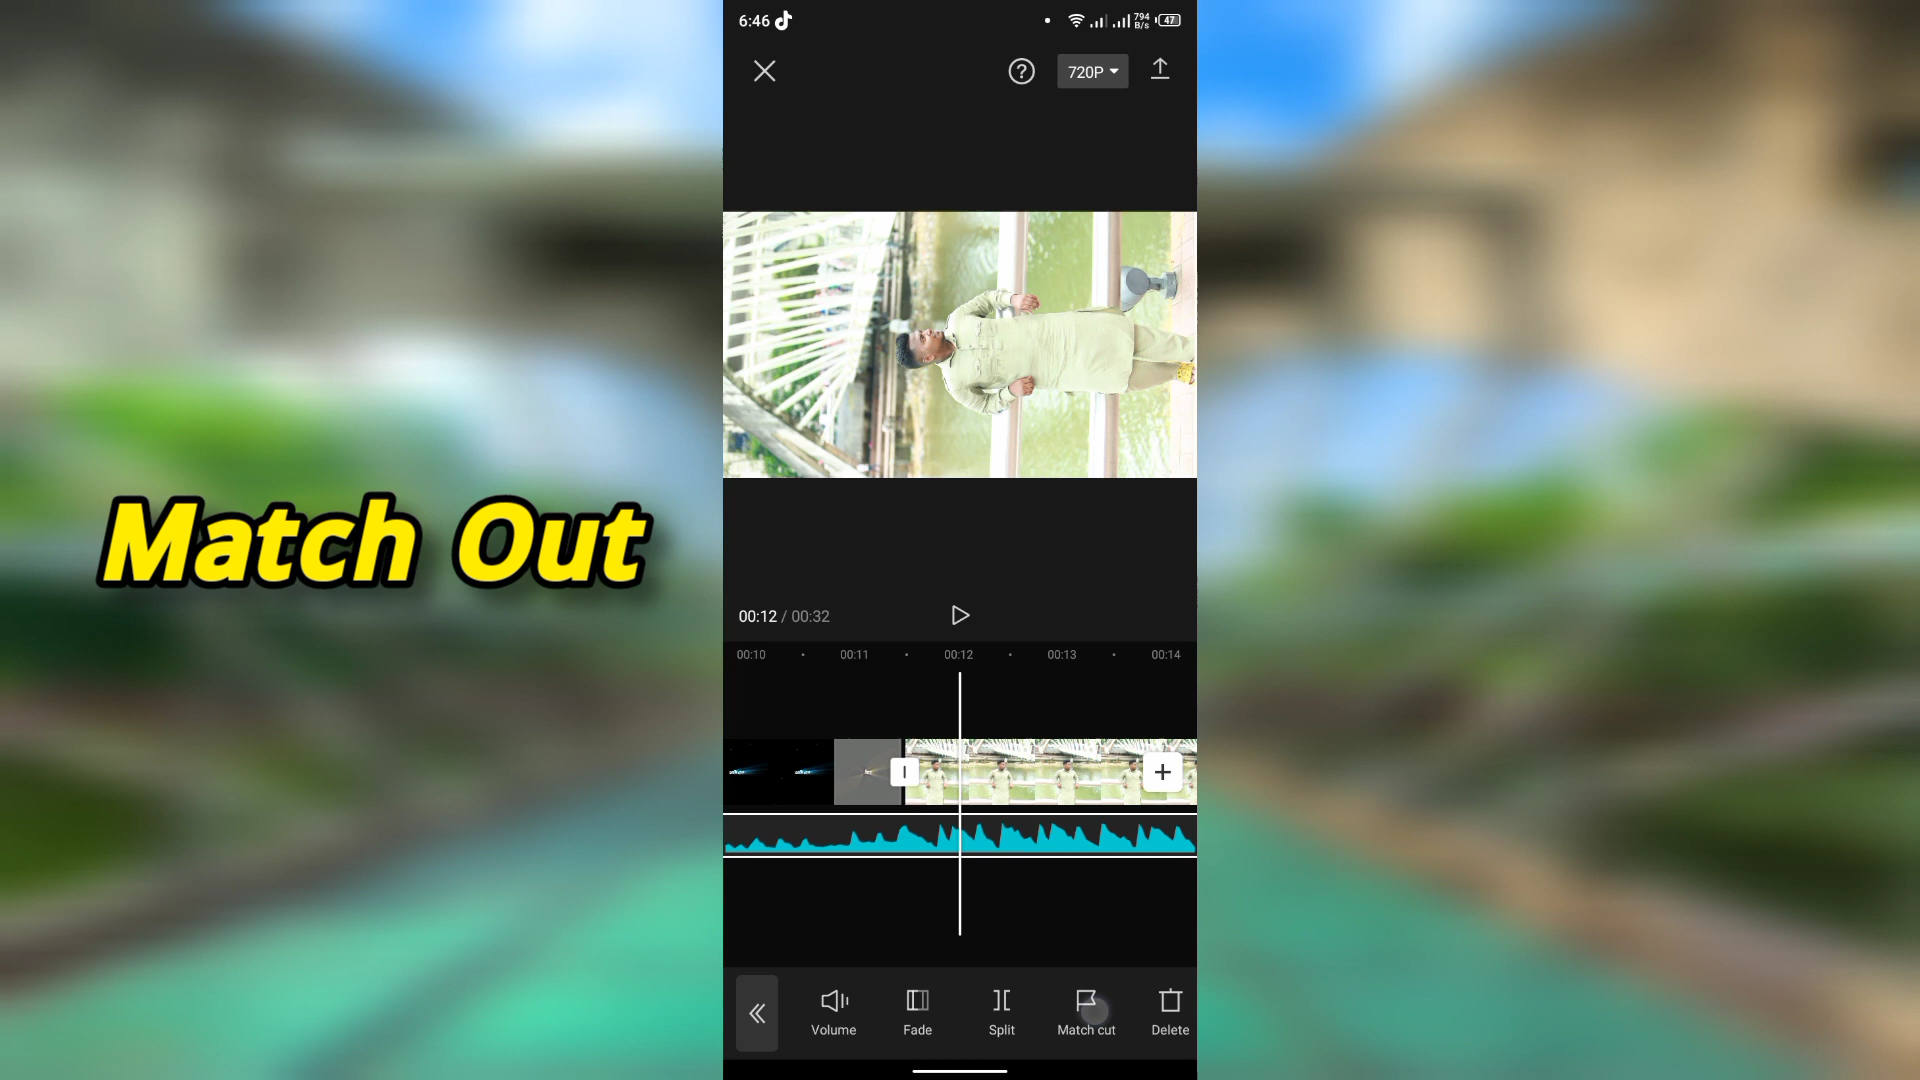 6:46
794
B/s
47
720P
Match Out
00:12 / 00:32
00:10 00:11 00:12 00:13 00:14
Volume Fade Split Match cut Delete